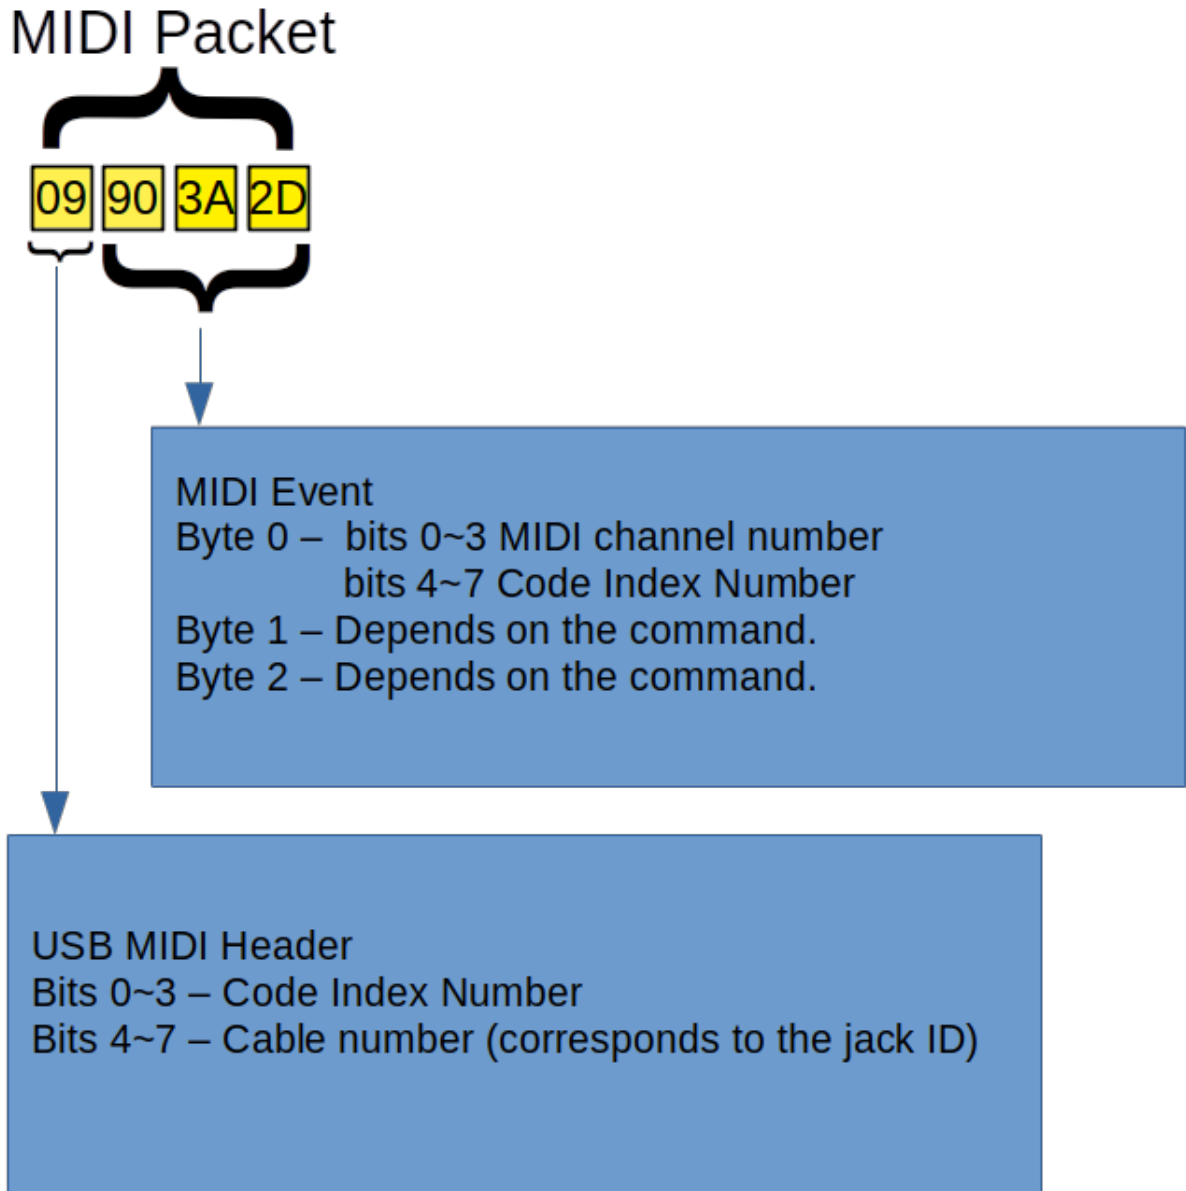 MIDI Packet
09 90 3A 2D
MIDI Event
Byte 0 – bits 0~3 MIDI channel number
bits 4~7 Code Index Number
Byte 1 – Depends on the command.
Byte 2 – Depends on the command.
USB MIDI Header
Bits 0~3 – Code Index Number
Bits 4~7 – Cable number (corresponds to the jack ID)